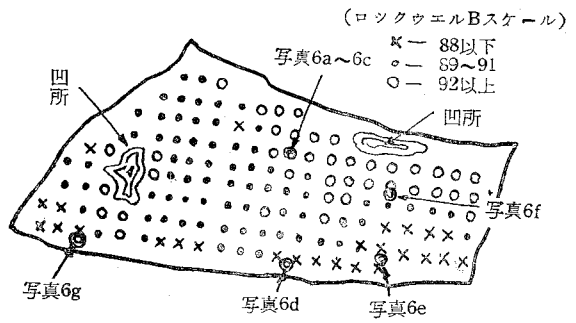 (ロックウエルBスケール)
× — 88以下
• — 89~91
○ — 92以上
写真6a~6c
凹所
凹所
写真6f
写真6g
写真6d
写真6e